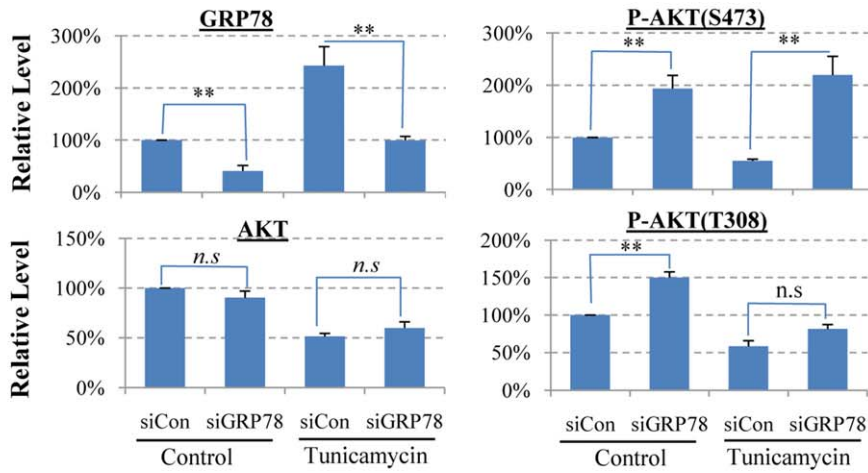 GRP78
Relative Level
300%
200%
100%
0%
**
**
P-AKT(S473)
300%
200%
100%
0%
**
**
AKT
Relative Level
150%
100%
50%
0%
n.s
n.s
siCon siGRP78 siCon siGRP78
Control Tunicamycin
P-AKT(T308)
200%
150%
100%
50%
0%
**
n.s
siCon siGRP78 siCon siGRP78
Control Tunicamycin